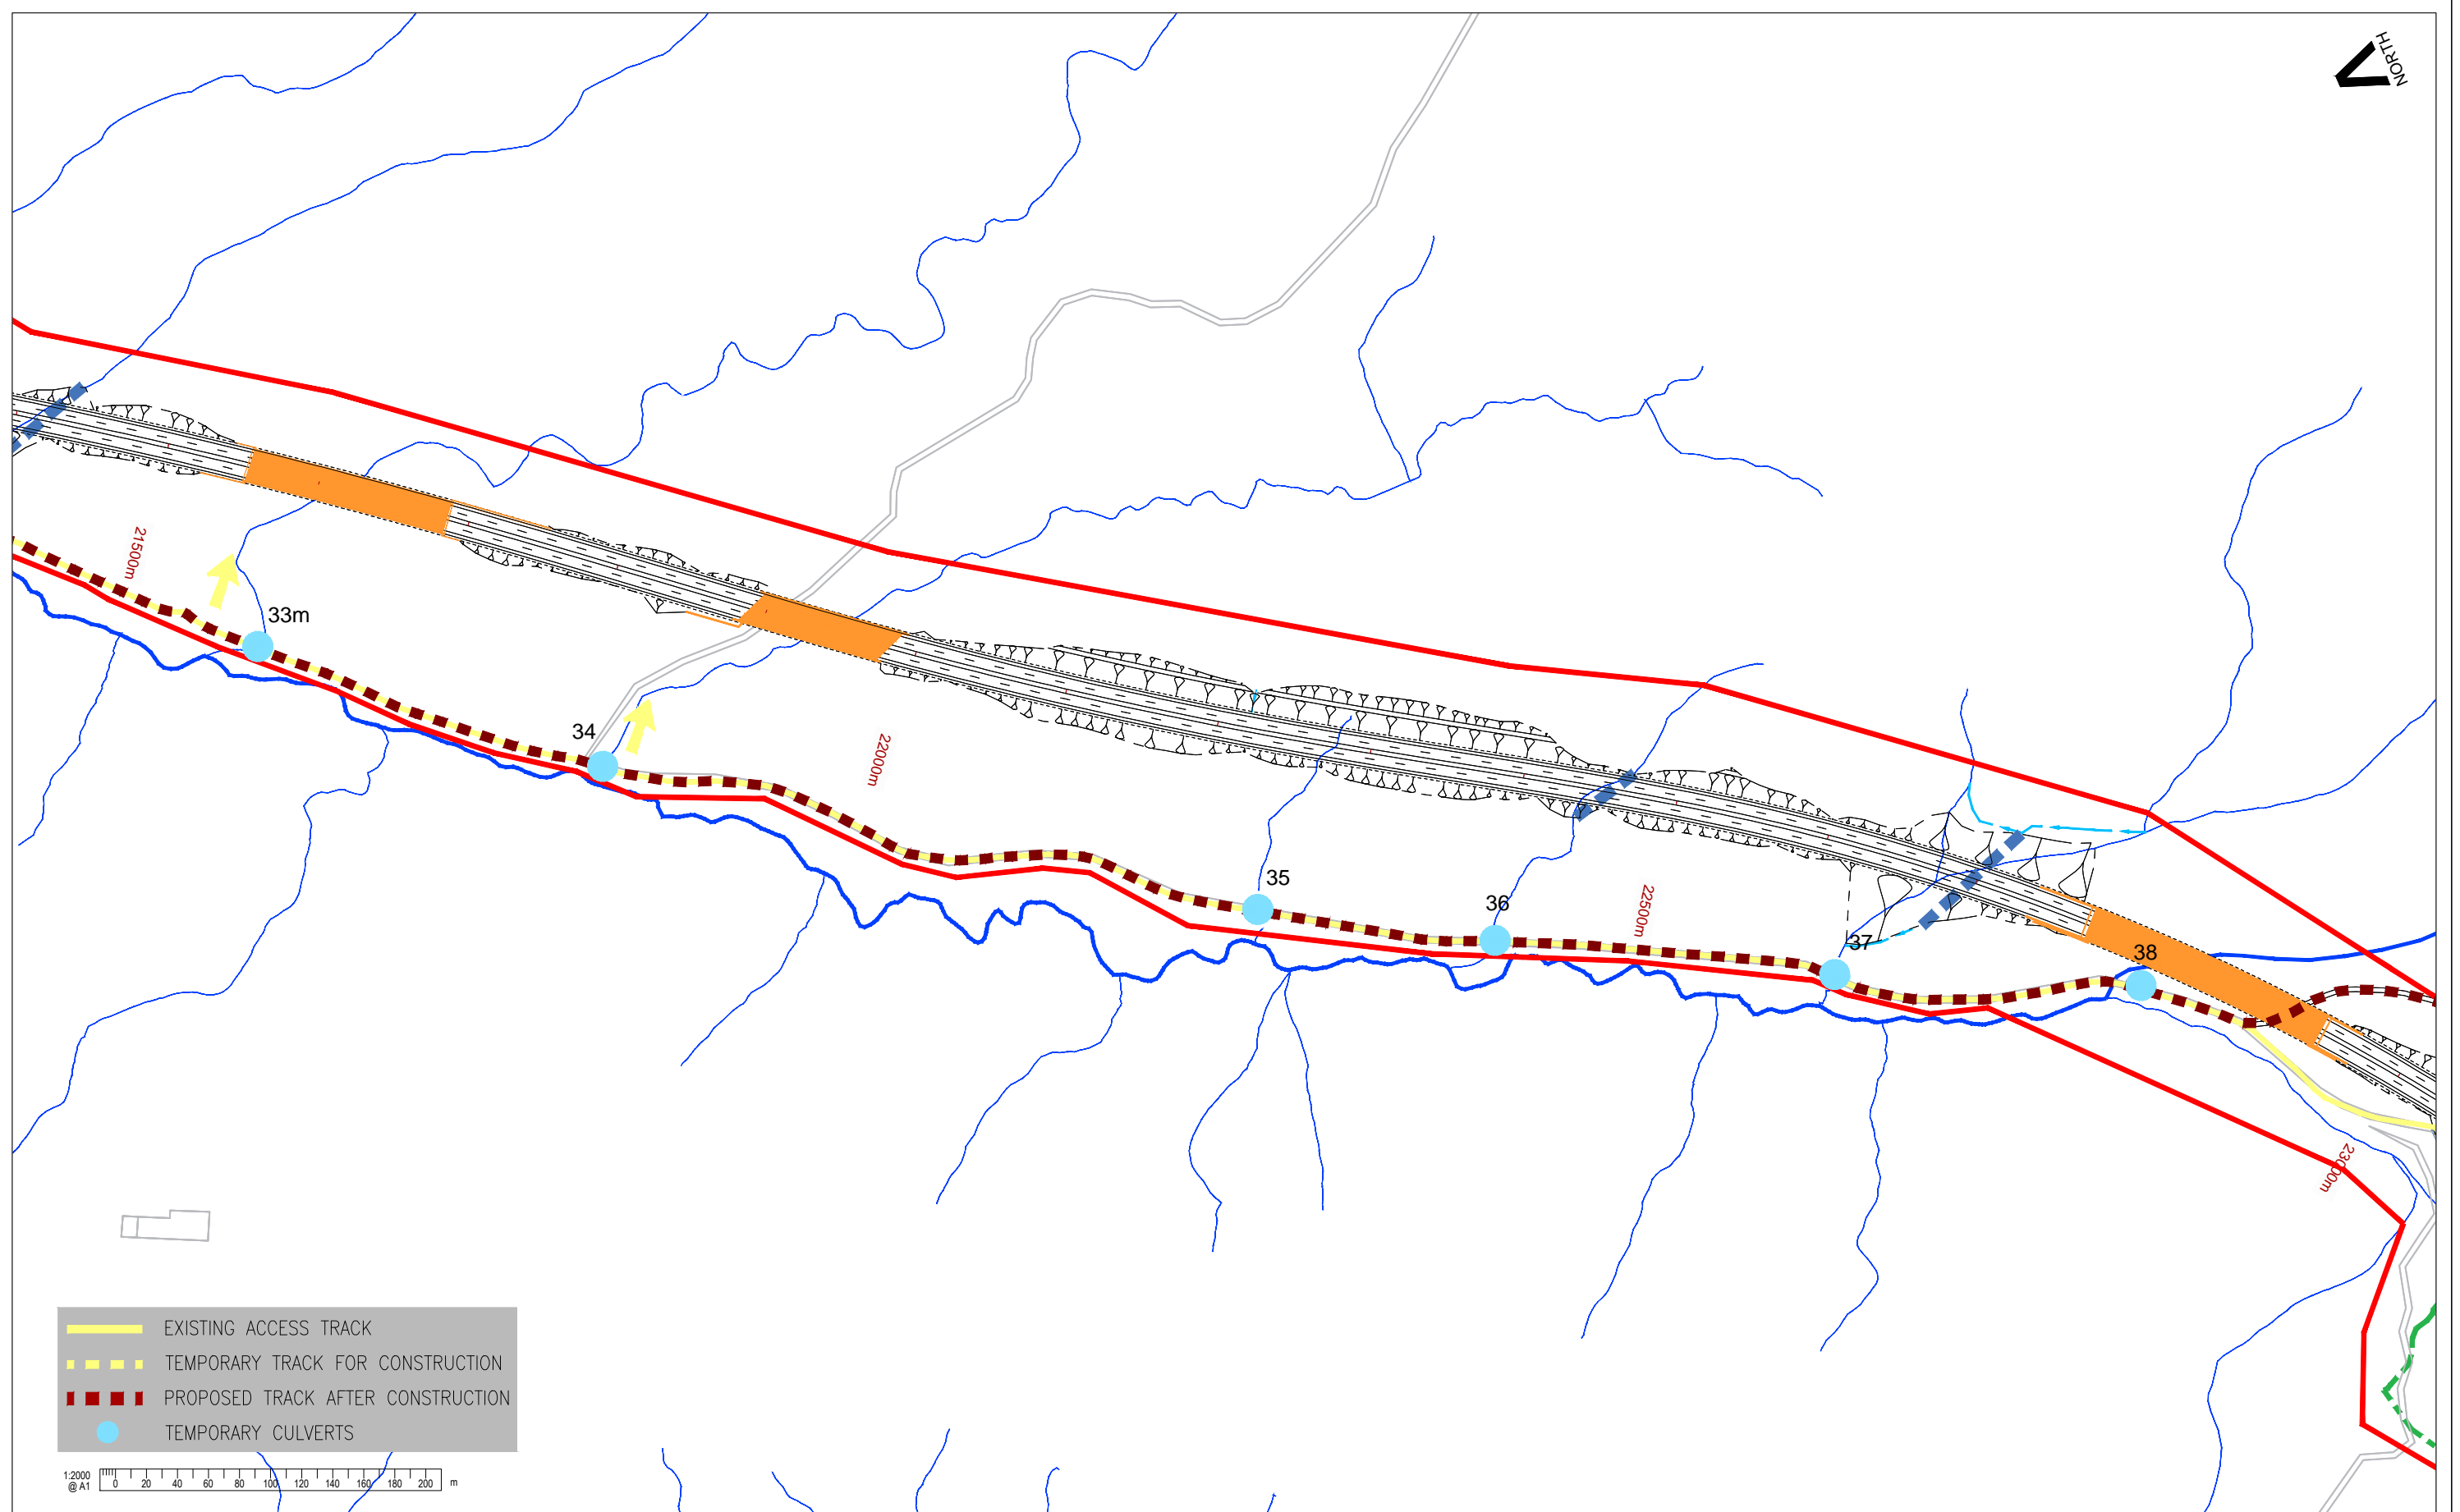 NORTH
21500m
33m
34
22000m
35
36
22500m
37
38
23000m
EXISTING ACCESS TRACK
TEMPORARY TRACK FOR CONSTRUCTION
PROPOSED TRACK AFTER CONSTRUCTION
TEMPORARY CULVERTS
1:2000
@ A1
0 20 40 60 80 100 120 140 160 180 200 m